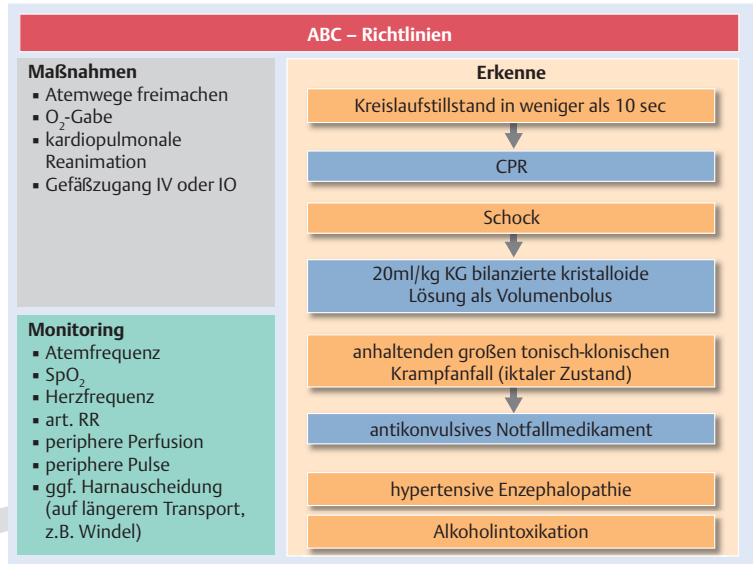 ABC – Richtlinien
Maßnahmen
▪ Atemwege freimachen
▪ O₂-Gabe
▪ kardiopulmonale
Reanimation
▪ Gefäßzugang IV oder IO
Monitoring
▪ Atemfrequenz
▪ SpO₂
▪ Herzfrequenz
▪ art. RR
▪ periphere Perfusion
▪ periphere Pulse
▪ ggf. Harnauscheidung
(auf längerem Transport,
z.B. Windel)
Erkenne
Kreislaufstillstand in weniger als 10 sec
CPR
Schock
20ml/kg KG bilanzierte kristalloide
Lösung als Volumenbolus
anhaltenden großen tonisch-klonischen
Krampfanfall (iktaler Zustand)
antikonvulsives Notfallmedikament
hypertensive Enzephalopathie
Alkoholintoxikation